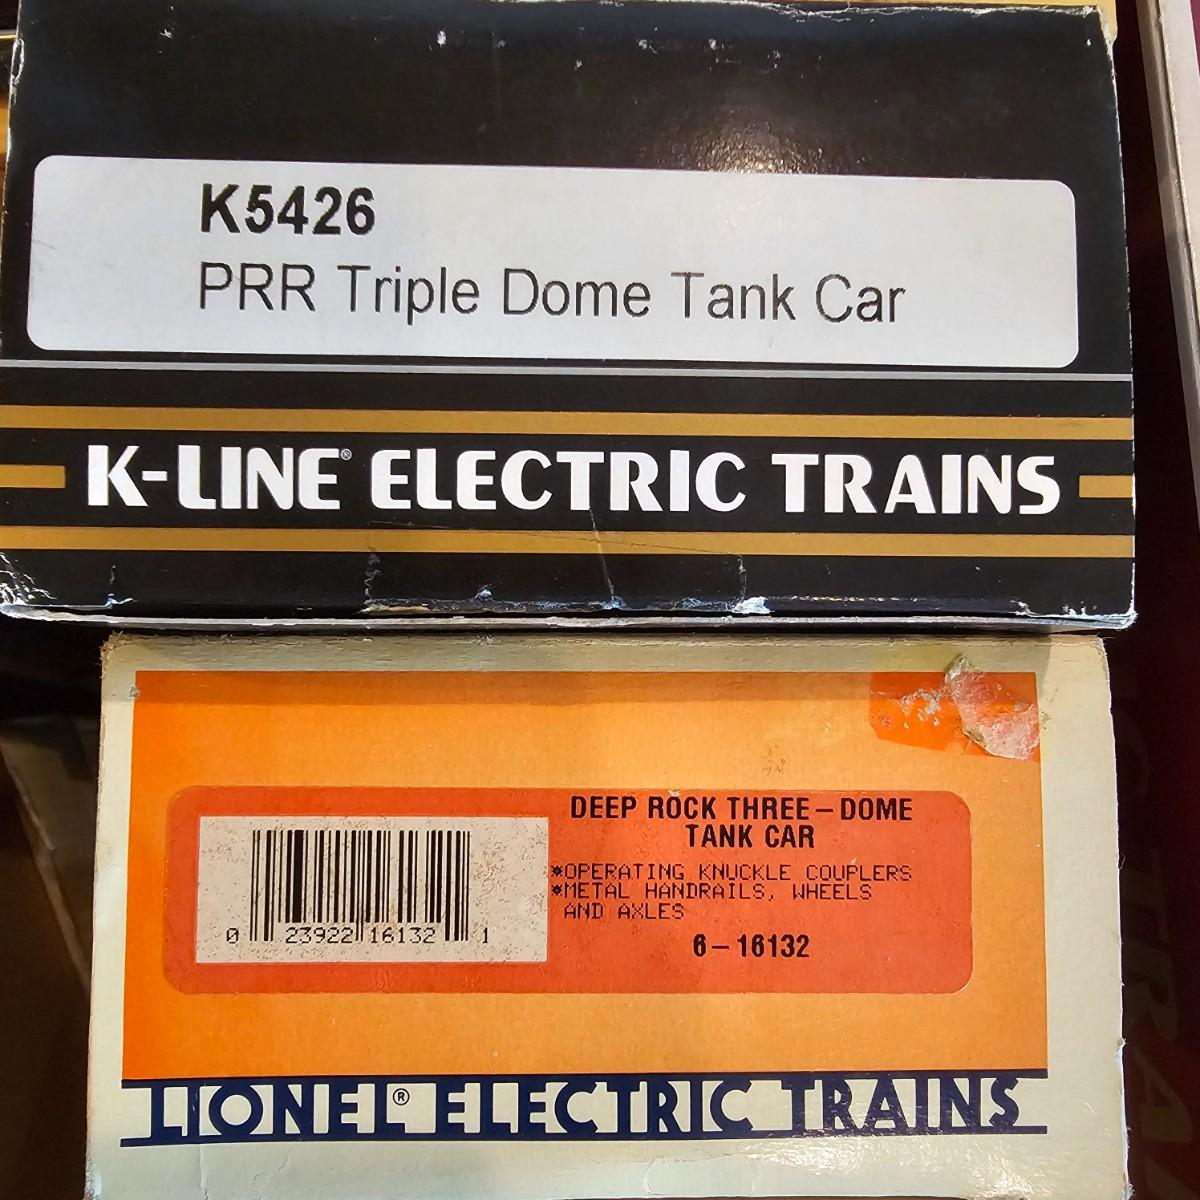 K5426
PRR Triple Dome Tank Car
K-LINE® ELECTRIC TRAINS
DEEP ROCK THREE-DOME
TANK CAR
*OPERATING KNUCKLE COUPLERS
*METAL HANDRAILS, WHEELS
AND AXLES
6-16132
0 23922 16132 1
LIONEL® ELECTRIC TRAINS